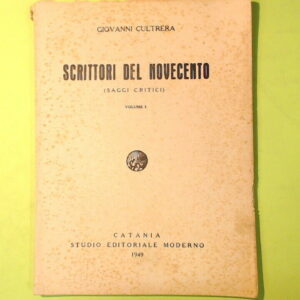 GIOVANNI CULTRERA
SCRITTORI DEL NOVECENTO
(SAGGI CRITICI)
VOLUME I
CATANIA
STUDIO EDITORIALE MODERNO
1949